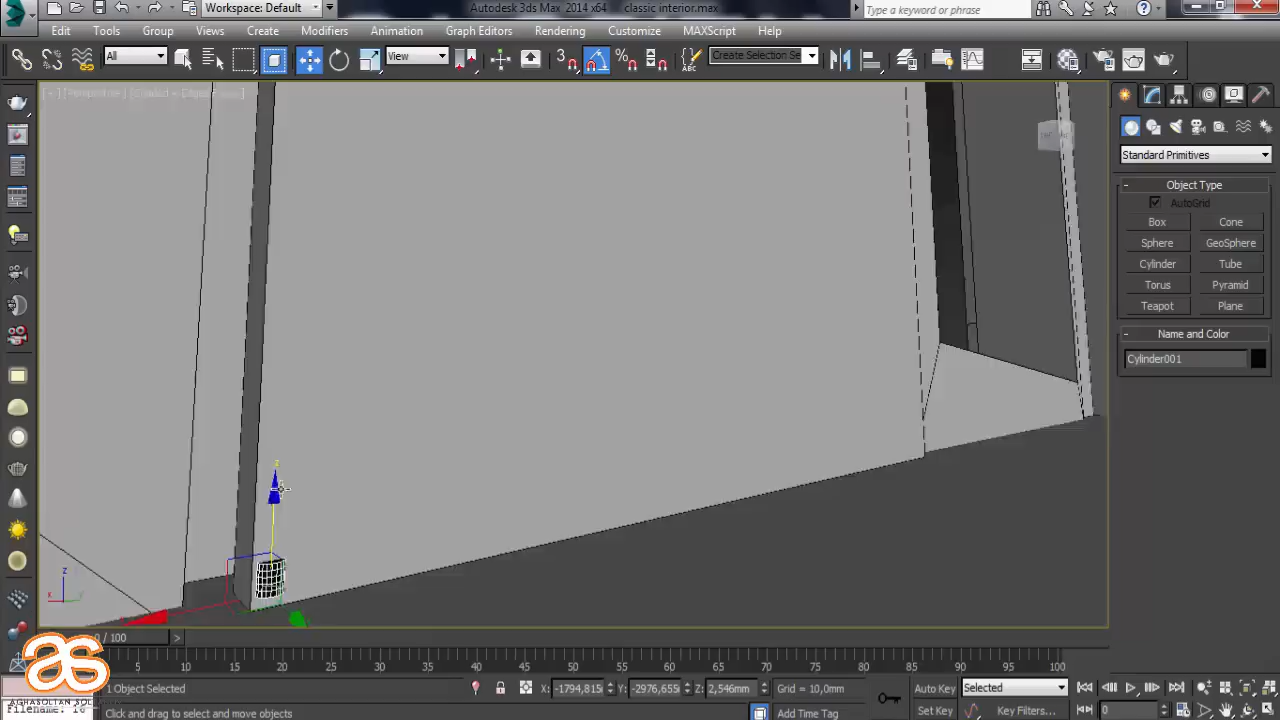 Workspace: Default
Autodesk 3ds Max 2014 x64 classic interior.max
Type a keyword or phrase
Edit Tools Group Views Create Modifiers Animation Graph Editors Rendering Customize MAXScript Help
All View 3 Create Selection Se
Standard Primitives
- Object Type
AutoGrid
Box Cone
Sphere GeoSphere
Cylinder Tube
Torus Pyramid
Teapot Plane
- Name and Color
Cylinder001
z
x
0 / 100 >
5 10 15 20 25 30 35 40 45 50 55 60 65 70 75 80 85 90 95 100
1 Object Selected X: -1794,815 Y: -2976,655 Z: 2,546mm Grid = 10,0mm Auto Key Selected
Click and drag to select and move objects Add Time Tag Set Key Key Filters... 0
as
AGHASOLTAN SOL